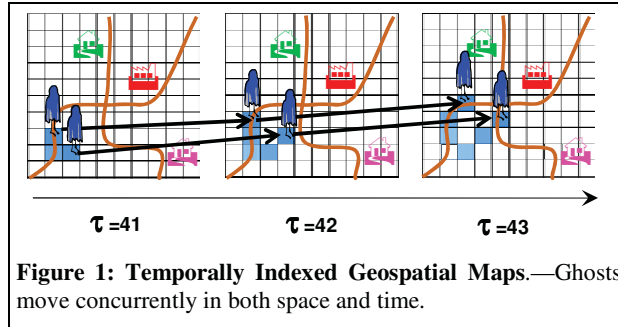 τ =41 τ =42 τ =43
Figure 1: Temporally Indexed Geospatial Maps.—Ghosts
move concurrently in both space and time.